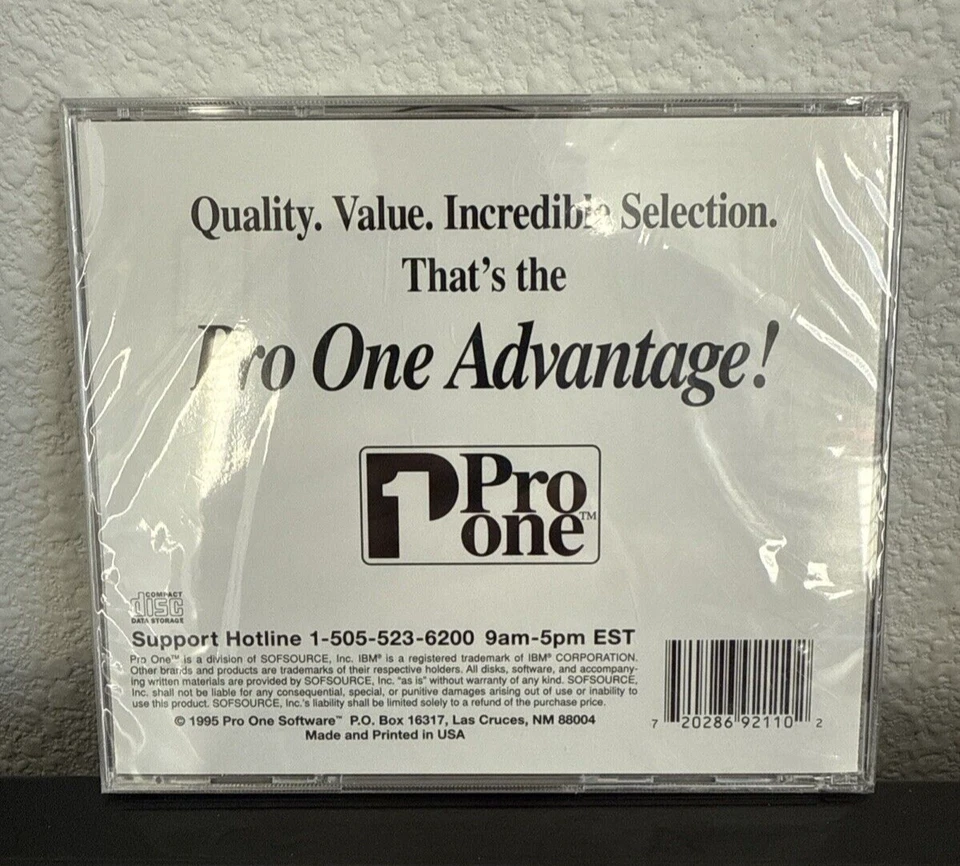 Quality. Value. Incredible Selection.
That's the
Pro One Advantage!
1 Pro
one™
COMPACT
disc
DATA STORAGE
Support Hotline 1-505-523-6200 9am-5pm EST
Pro One™ is a division of SOFSOURCE, Inc. IBM® is a registered trademark of IBM® CORPORATION.
Other brands and products are trademarks of their respective holders. All disks, software, and accompany-
ing written materials are provided by SOFSOURCE, Inc. "as is" without warranty of any kind. SOFSOURCE,
Inc. shall not be liable for any consequential, special, or punitive damages arising out of use or inability to
use this product. SOFSOURCE, Inc.'s liability shall be limited solely to a refund of the purchase price.
© 1995 Pro One Software™ P.O. Box 16317, Las Cruces, NM 88004
Made and Printed in USA
7 20286 92110 2